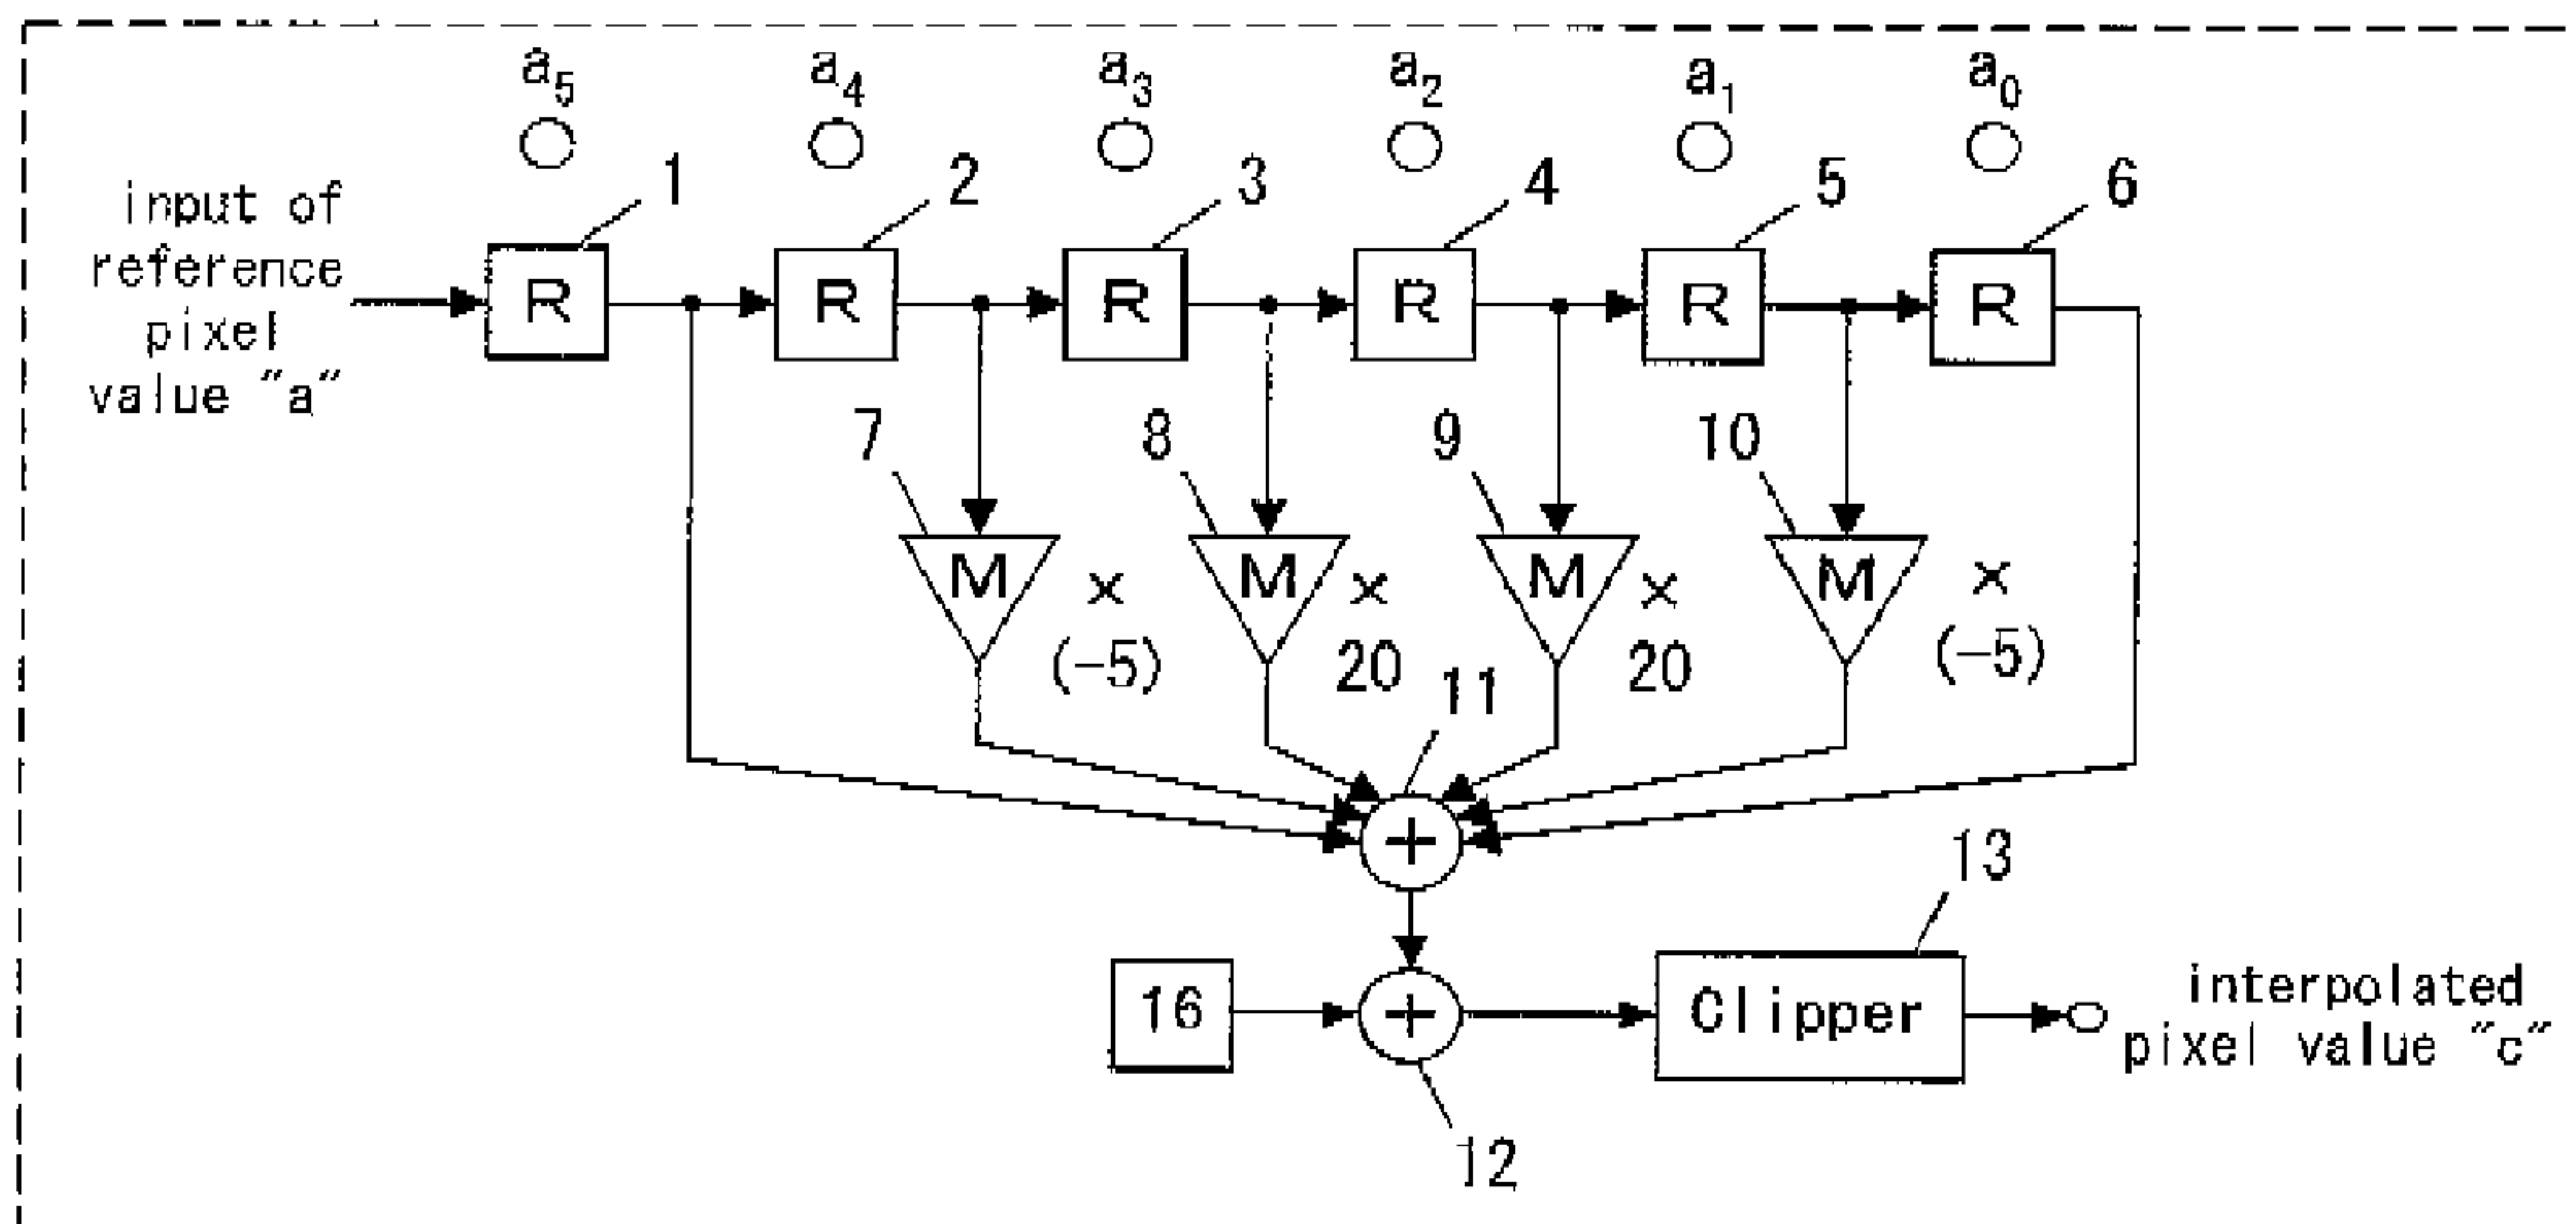 a5 a4 a3 a2 a1 a0
1 2 3 4 5 6
input of
reference
pixel
value "a"
R R R R R R
7 8 9 10
M × (-5) M × 20 M × 20 M × (-5)
11
+
13
16 + Clipper
interpolated
pixel value "c"
12